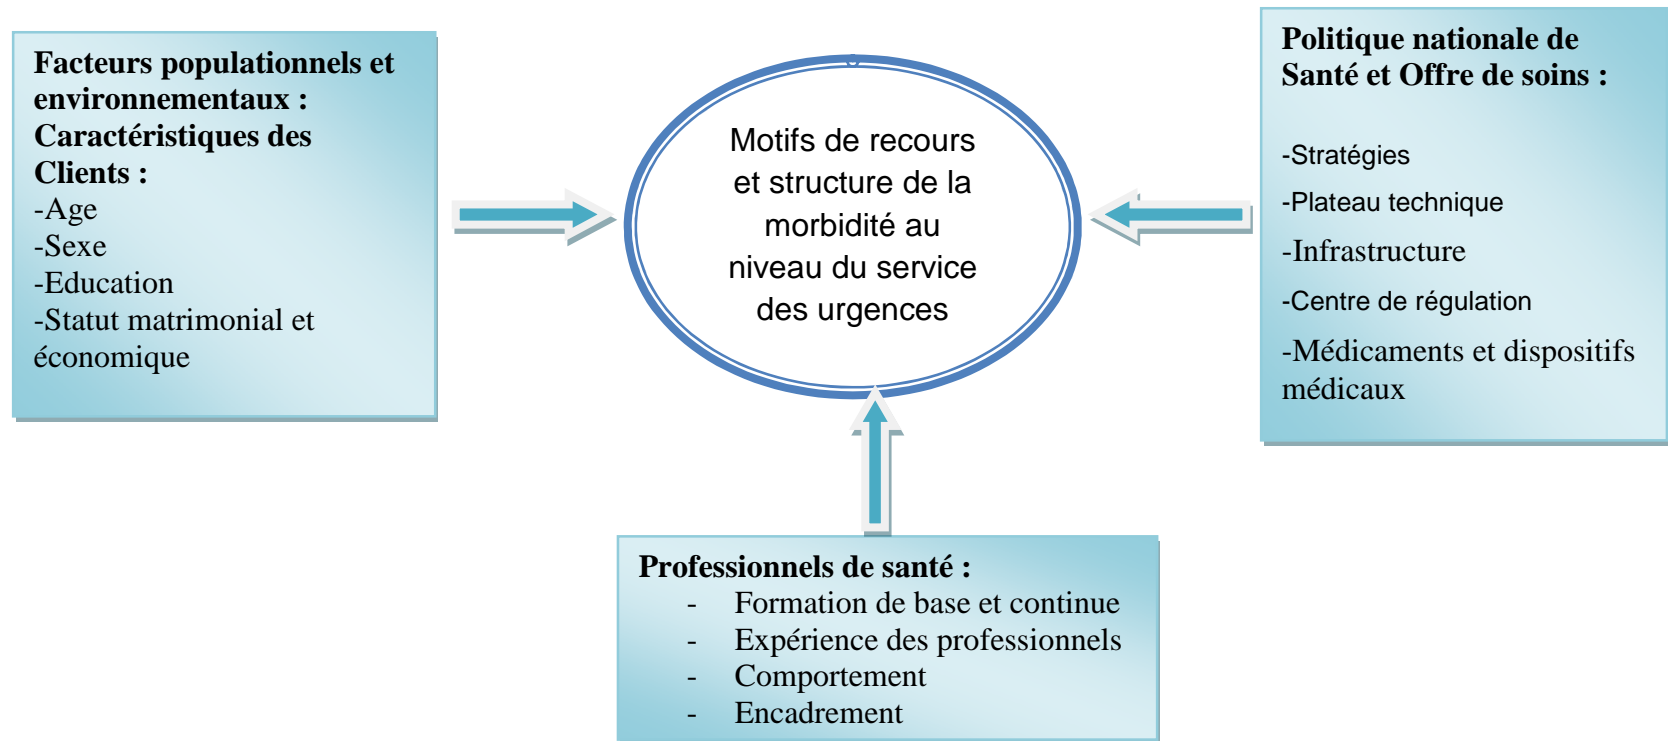 Facteurs populationnels et
environnementaux :
Caractéristiques des
Clients :
-Age
-Sexe
-Education
-Statut matrimonial et
économique
Motifs de recours
et structure de la
morbidité au
niveau du service
des urgences
Politique nationale de
Santé et Offre de soins :
-Stratégies
-Plateau technique
-Infrastructure
-Centre de régulation
-Médicaments et dispositifs
médicaux
Professionnels de santé :
- Formation de base et continue
- Expérience des professionnels
- Comportement
- Encadrement